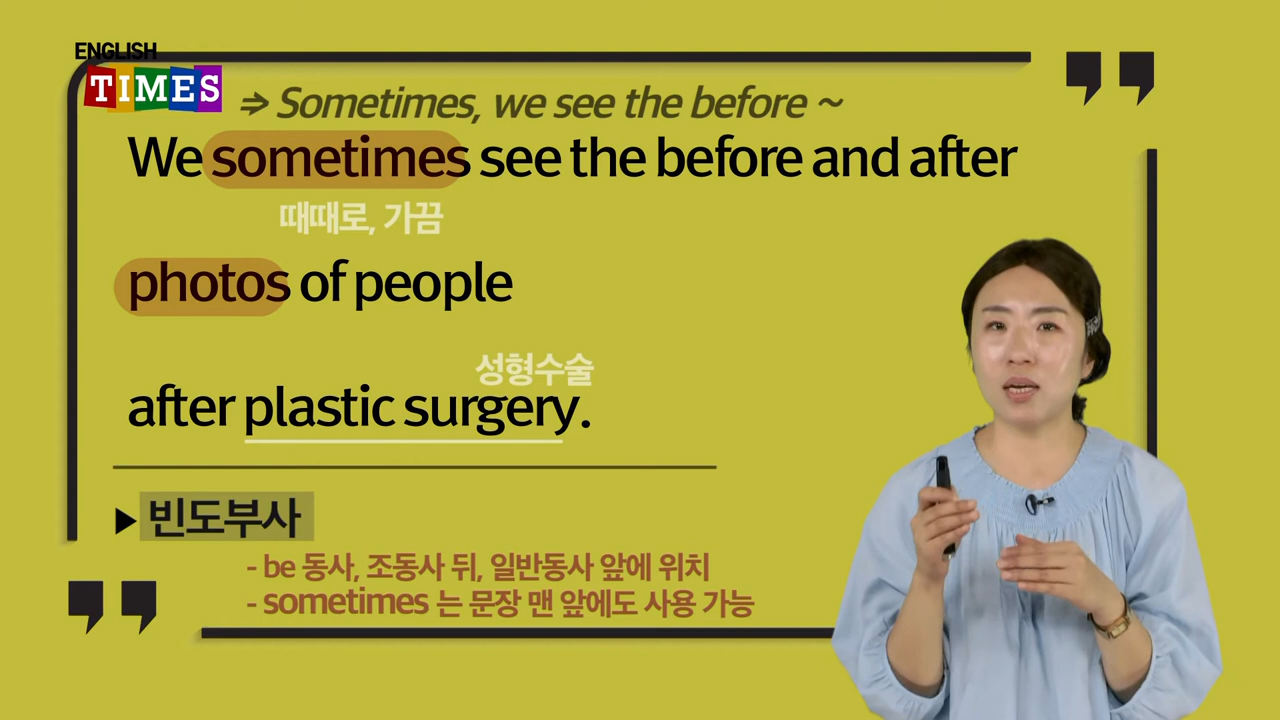 ENGLISH
TIMES
⇒ Sometimes, we see the before ~
We sometimes see the before and after
때때로, 가끔
photos of people
성형수술
after plastic surgery.
▶ 빈도부사
- be 동사, 조동사 뒤, 일반동사 앞에 위치
- sometimes 는 문장 맨 앞에도 사용 가능